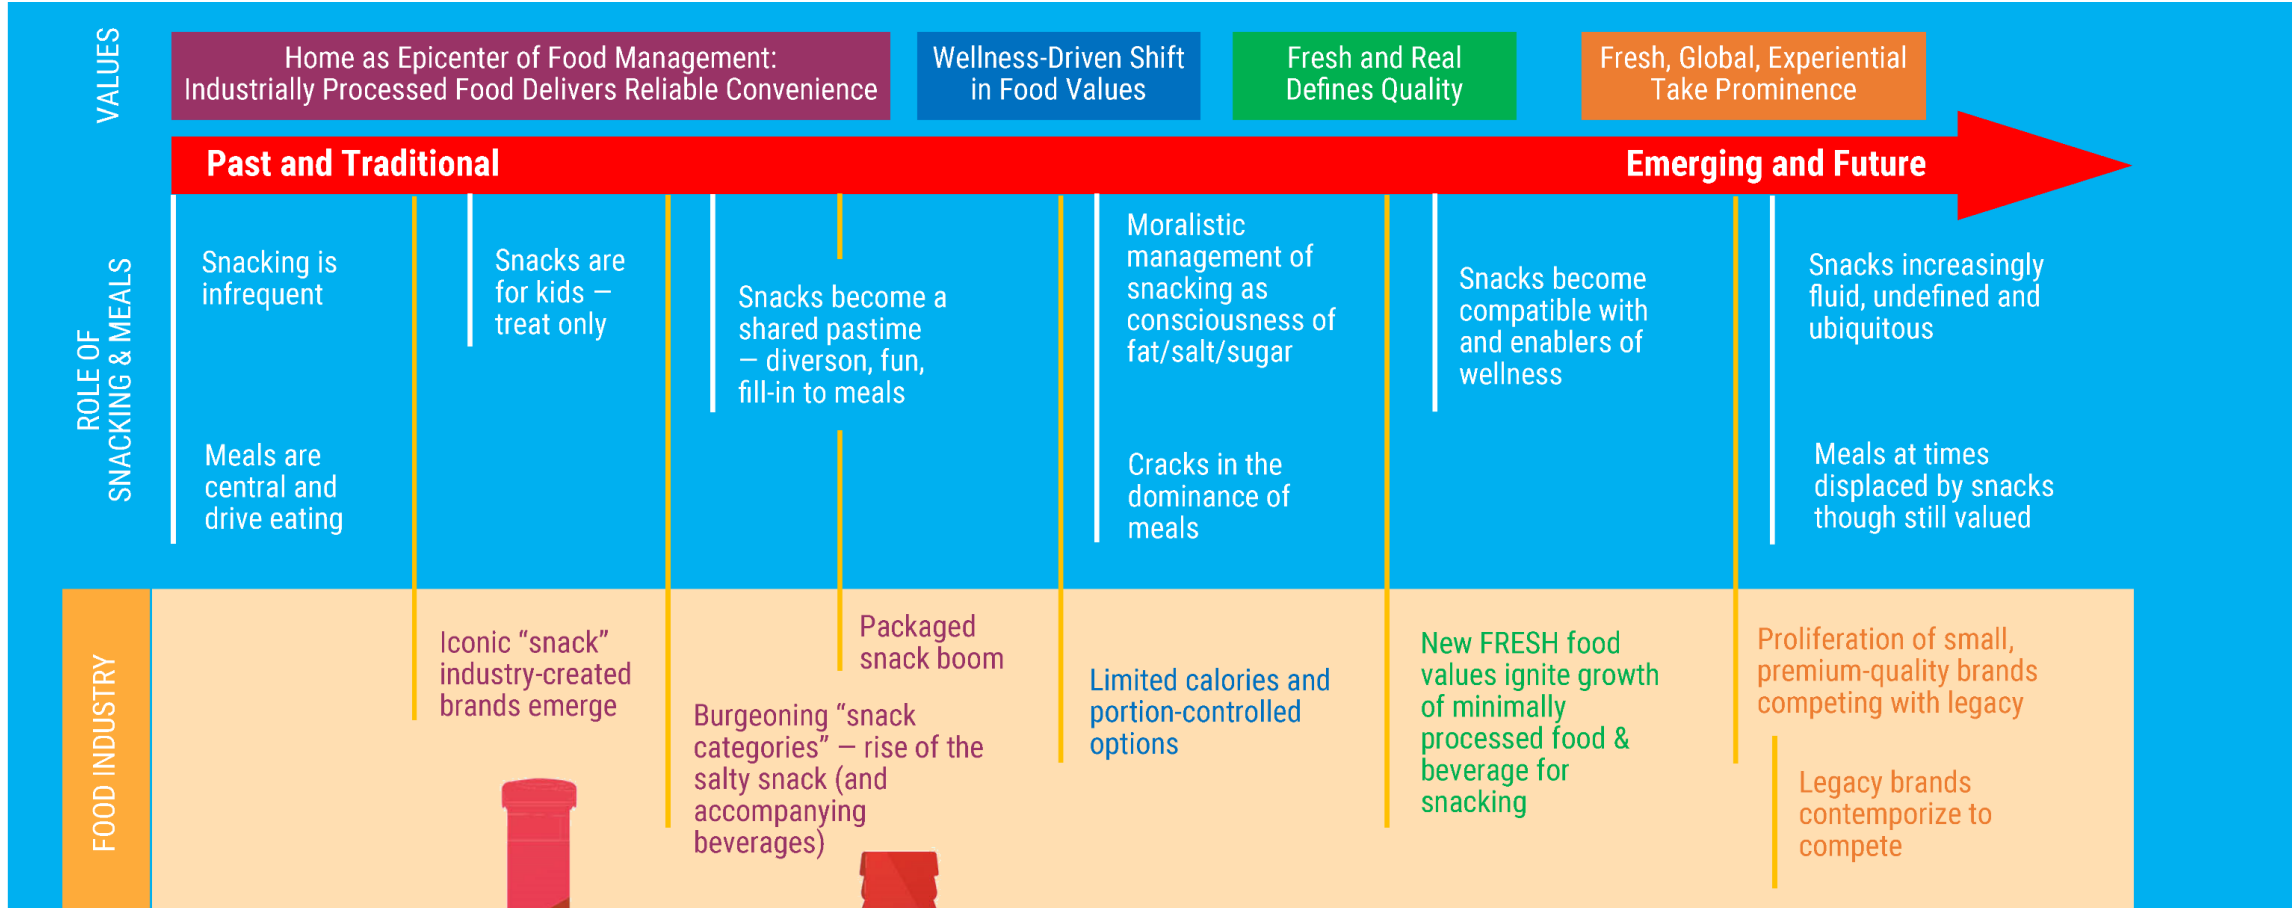 VALUES
Home as Epicenter of Food Management:
Industrially Processed Food Delivers Reliable Convenience
Wellness-Driven Shift
in Food Values
Fresh and Real
Defines Quality
Fresh, Global, Experiential
Take Prominence
Past and Traditional
Emerging and Future
ROLE OF
SNACKING & MEALS
Snacking is
infrequent
Meals are
central and
drive eating
Snacks are
for kids –
treat only
Snacks become a
shared pastime
– diverson, fun,
fill-in to meals
Moralistic
management of
snacking as
consciousness of
fat/salt/sugar
Cracks in the
dominance of
meals
Snacks become
compatible with
and enablers of
wellness
Snacks increasingly
fluid, undefined and
ubiquitous
Meals at times
displaced by snacks
though still valued
FOOD INDUSTRY
Iconic “snack”
industry-created
brands emerge
Burgeoning “snack
categories” – rise of the
salty snack (and
accompanying
beverages)
Packaged
snack boom
Limited calories and
portion-controlled
options
New FRESH food
values ignite growth
of minimally
processed food &
beverage for
snacking
Proliferation of small,
premium-quality brands
competing with legacy
Legacy brands
contemporize to
compete